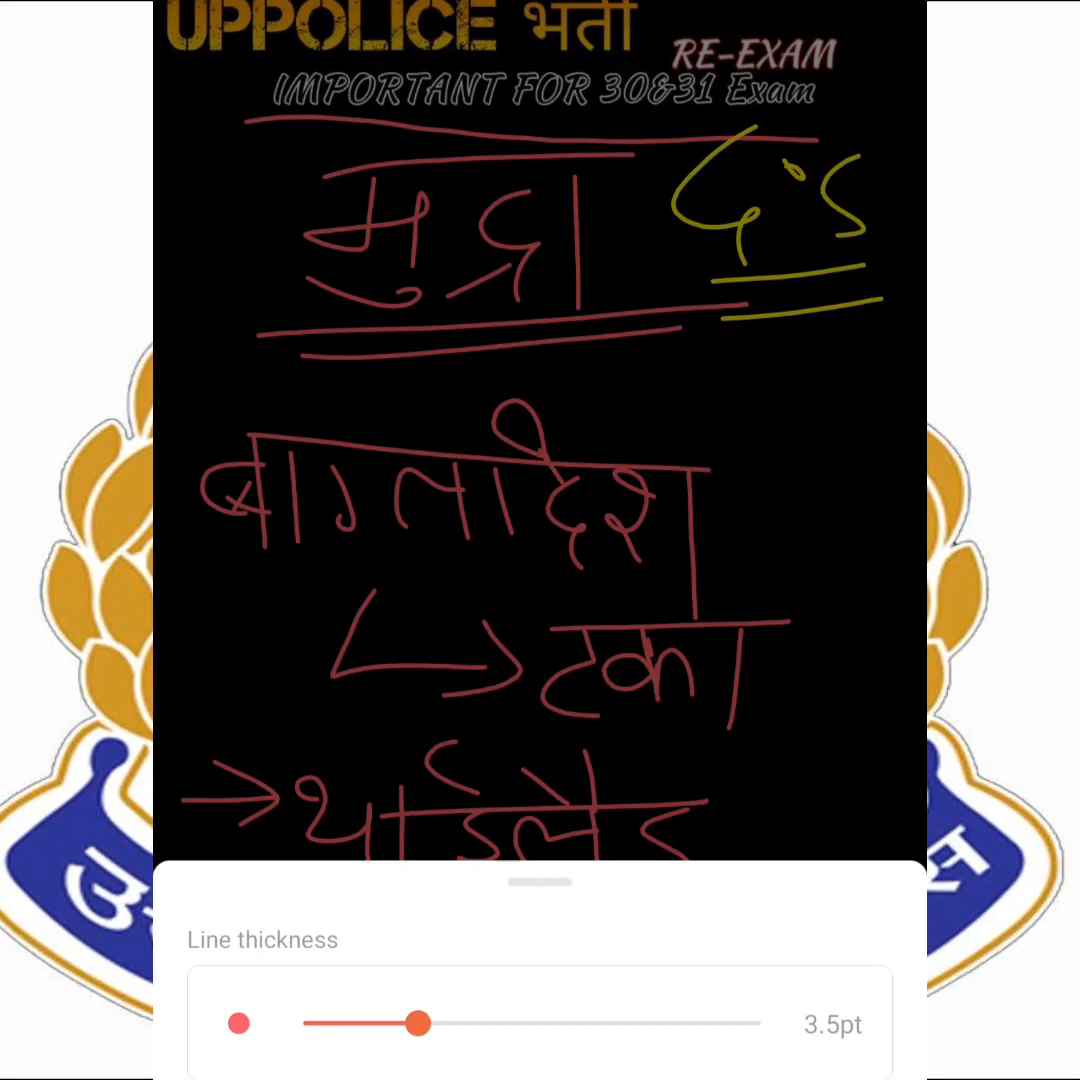 UPPOLICE भर्ती
RE-EXAM
IMPORTANT FOR 30&31 Exam
मुद्रा
बाग्लादेश
टका
थाईलैंड
Line thickness
3.5pt